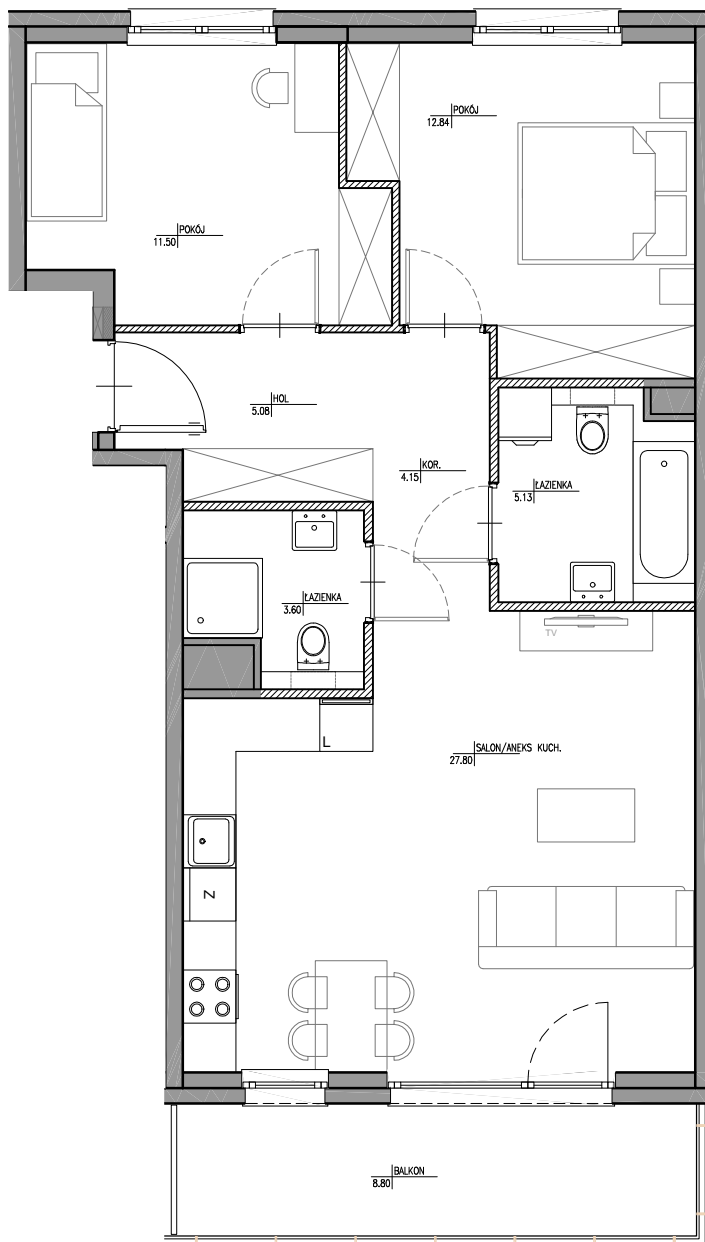 POKÓJ
12.84
POKÓJ
11.50
HOL
5.08
KOR.
4.15
ŁAZIENKA
5.13
ŁAZIENKA
3.60
TV
L
SALON/ANEKS KUCH.
27.80
Z
BALKON
8.80